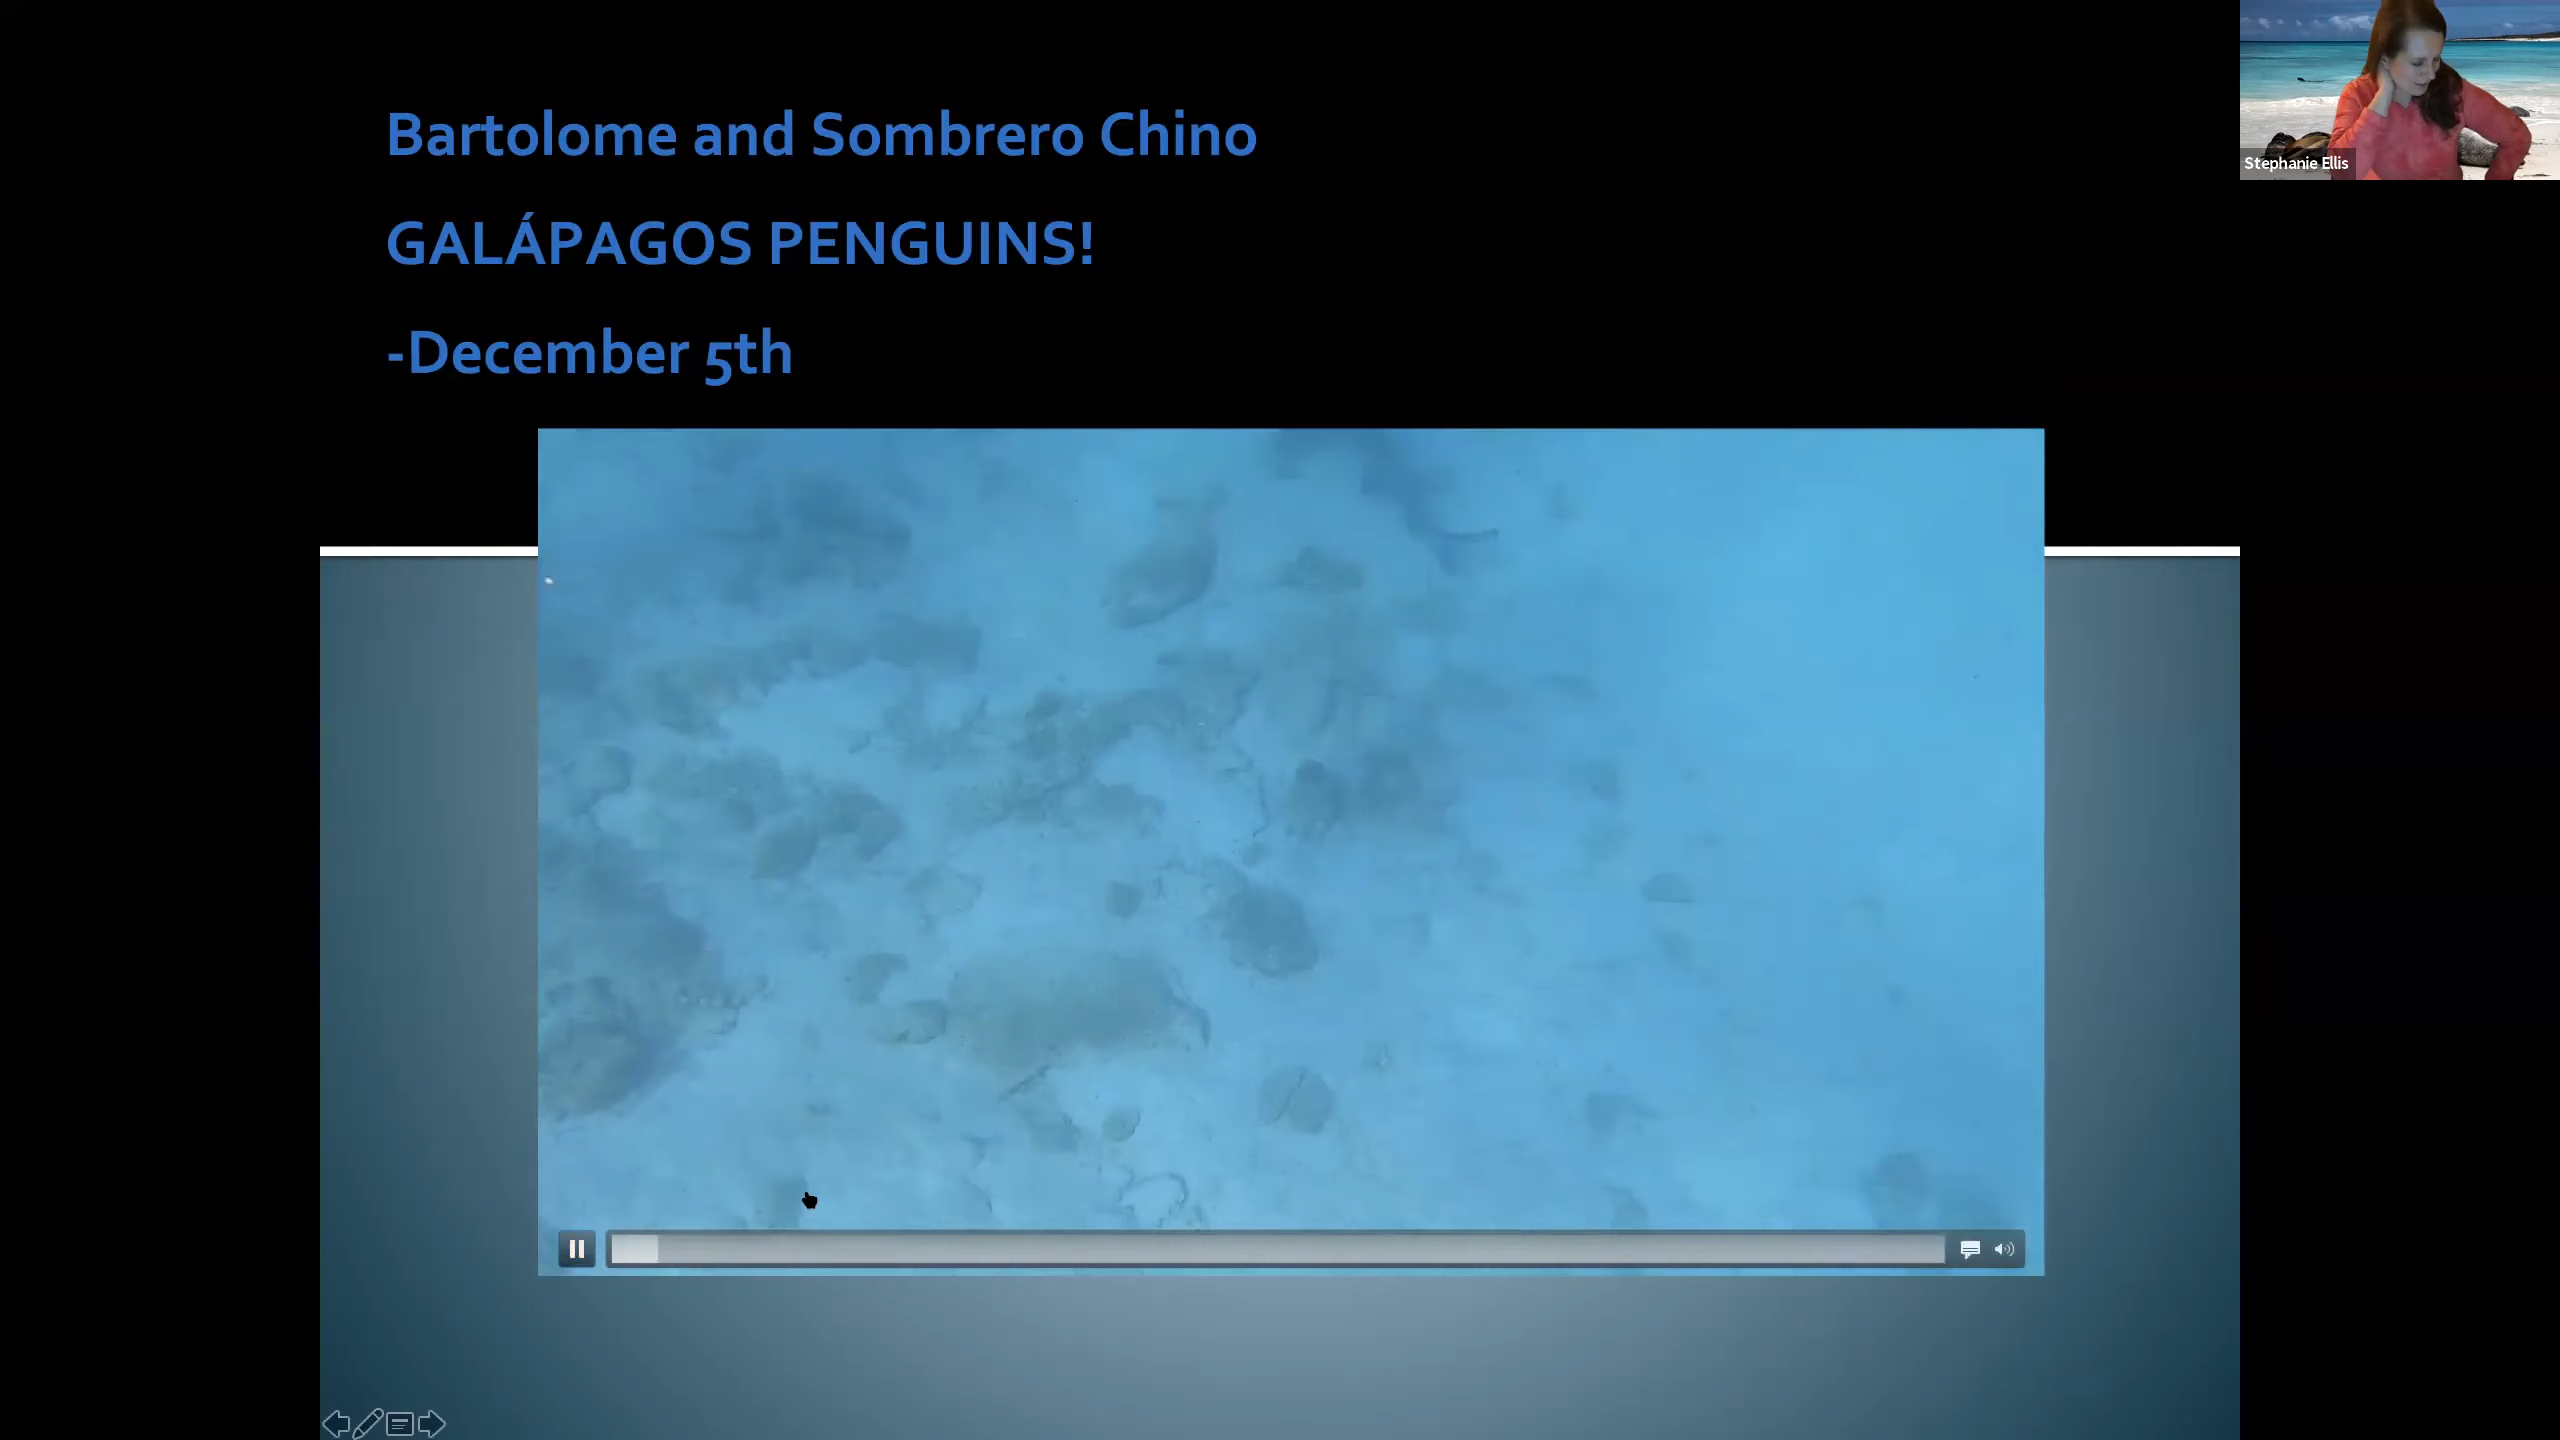 Bartolome and Sombrero Chino
GALÁPAGOS PENGUINS!
-December 5th
Stephanie Ellis